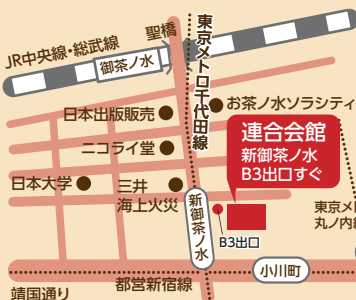 聖橋
JR中央線・総武線
御茶ノ水
東京メトロ千代田線
お茶ノ水ソラシティ
日本出版販売
ニコライ堂
連合会館
新御茶ノ水
B3出口すぐ
日本大学
三井
海上火災
新御茶ノ水
東京メ
丸ノ内
B3出口
小川町
都営新宿線
靖国通り